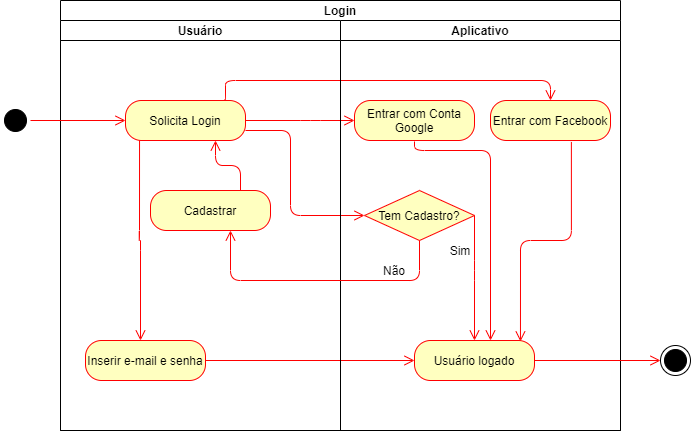 Login
Usuário
Aplicativo
Solicita Login
Entrar com Conta
Google
Entrar com Facebook
Cadastrar
Tem Cadastro?
Sim
Não
Inserir e-mail e senha
Usuário logado